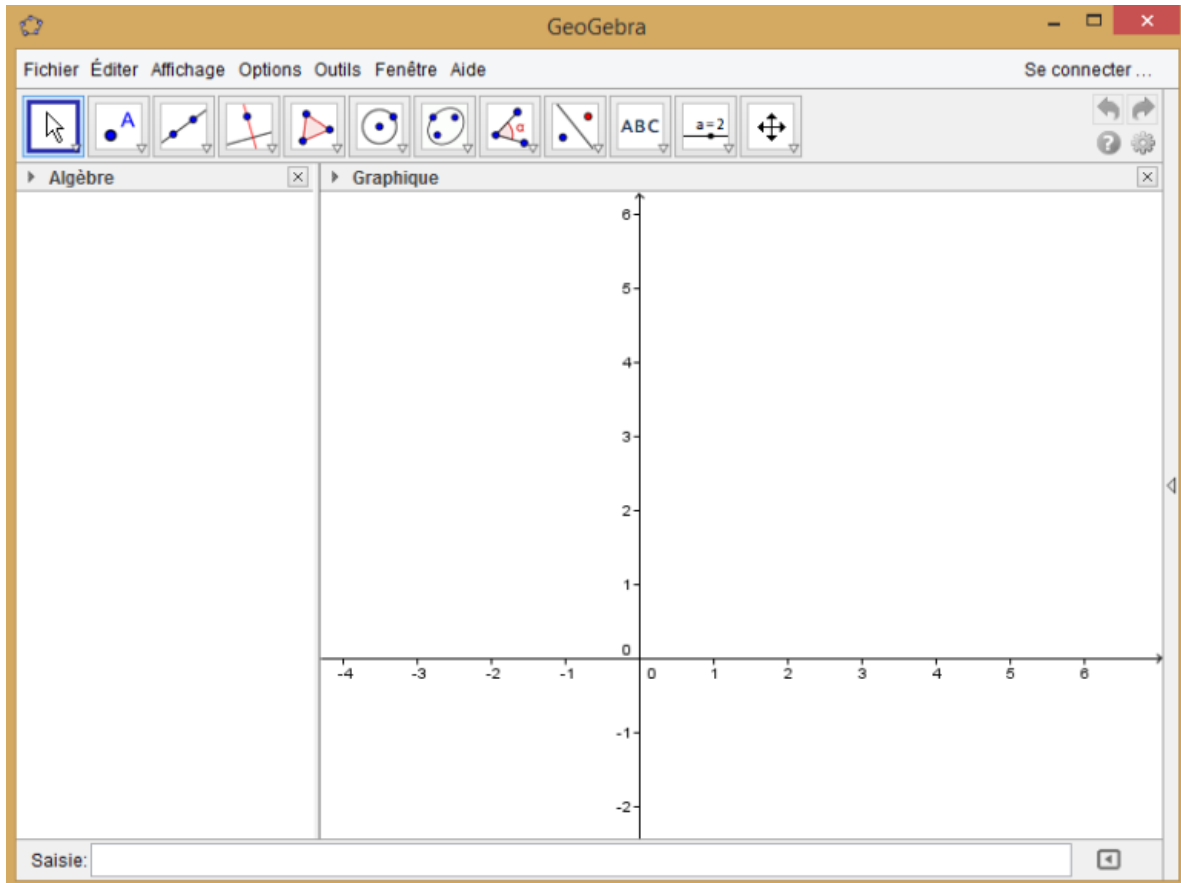 GeoGebra
Fichier Éditer Affichage Options Outils Fenêtre Aide Se connecter ...
A α ABC a=2
Algèbre Graphique
6
5
4
3
2
1
0
-4 -3 -2 -1 0 1 2 3 4 5 6
-1
-2
Saisie: